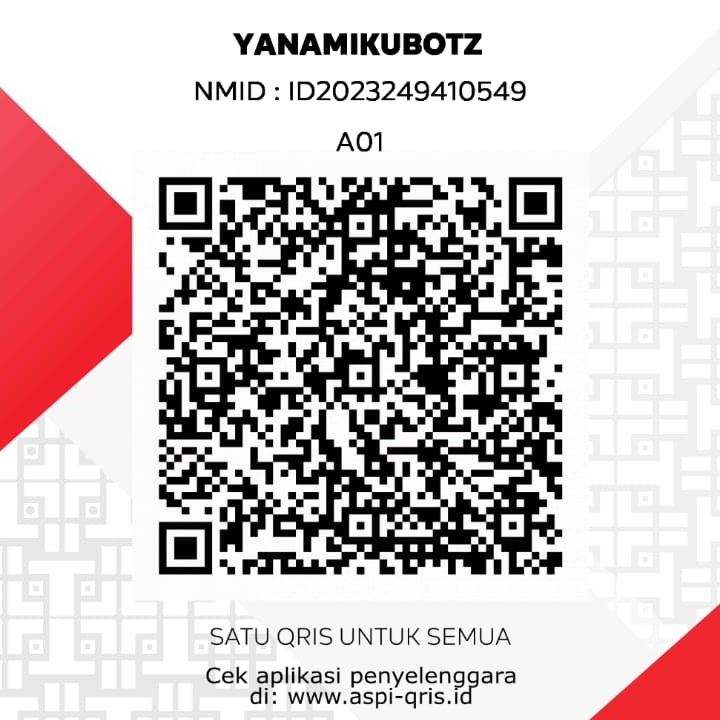 YANAMIKUBOTZ
NMID : ID2023249410549
A01
SATU QRIS UNTUK SEMUA
Cek aplikasi penyelenggara
di: www.aspi-qris.id